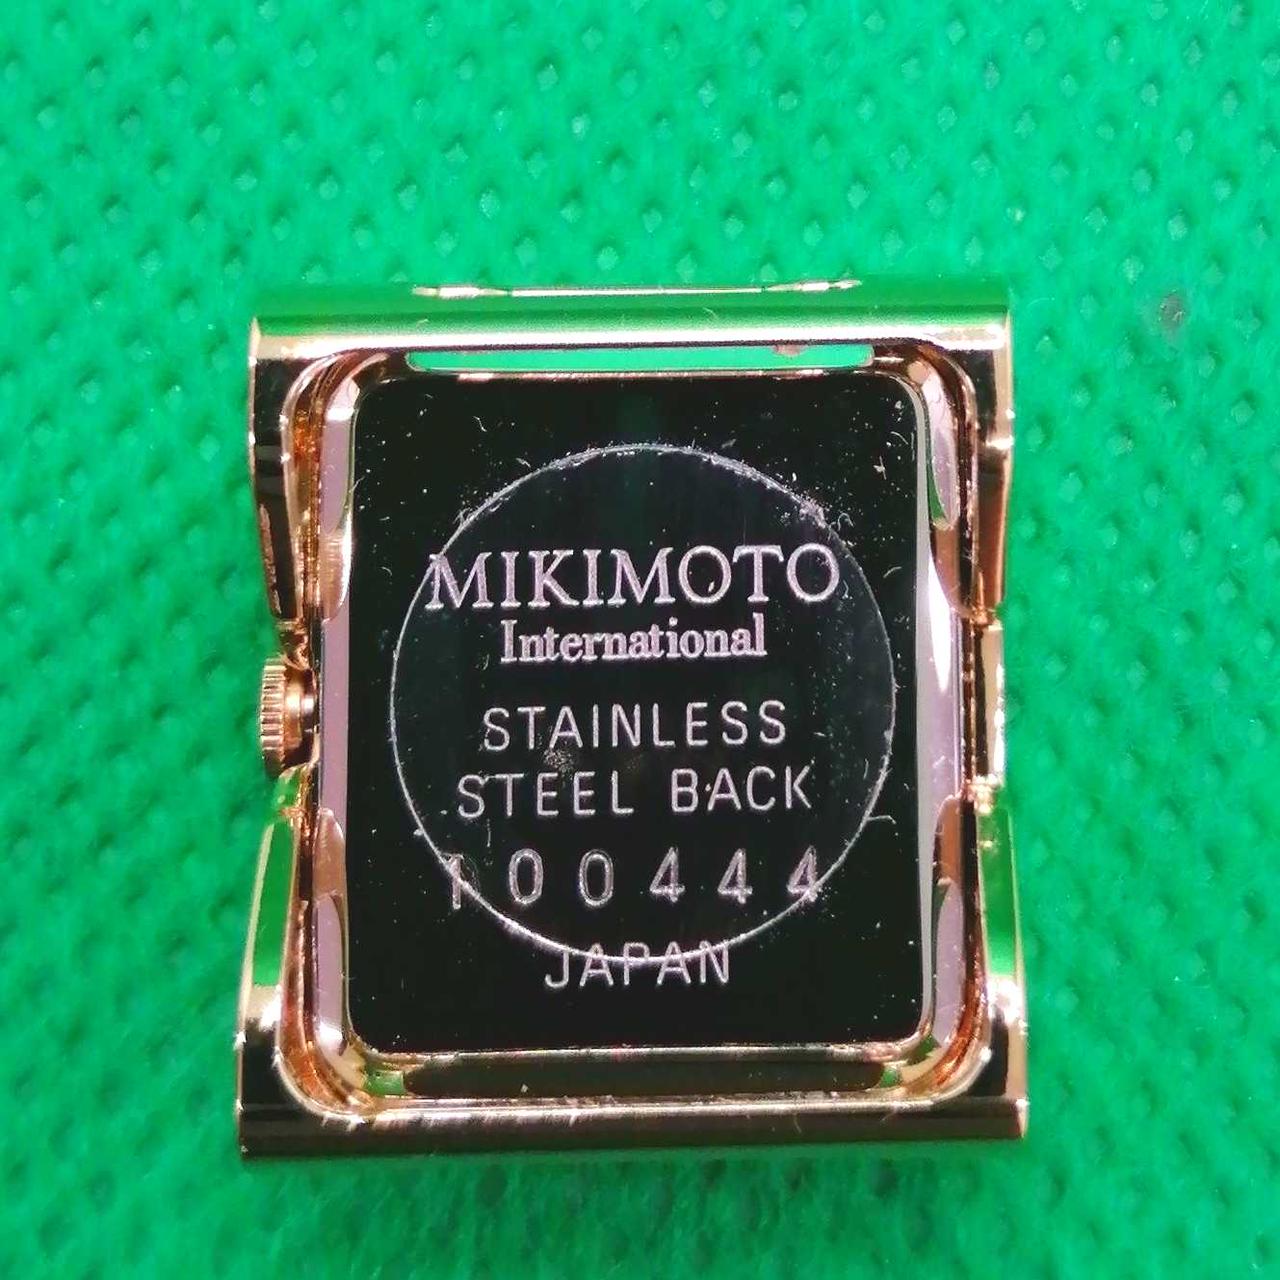 MIKIMOTO
International
STAINLESS
STEEL BACK
100444
JAPAN